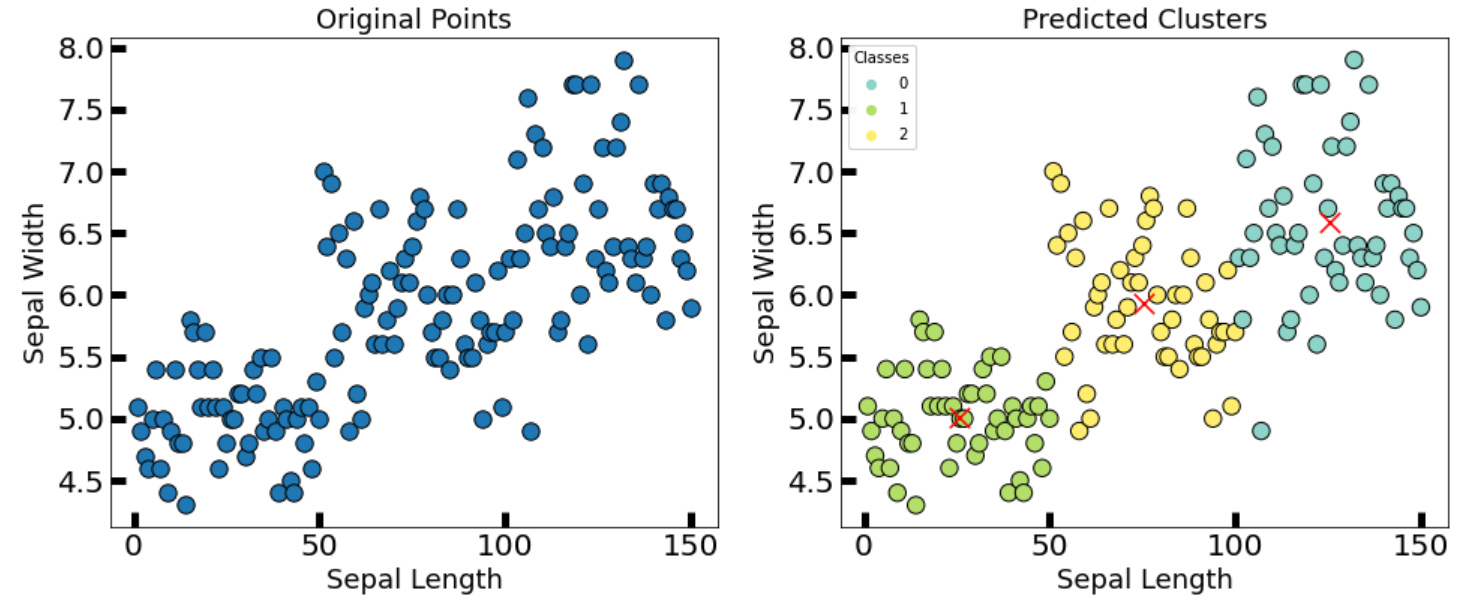 Original Points
8.0
7.5
7.0
6.5
6.0
5.5
5.0
4.5
Sepal Width
0 50 100 150
Sepal Length
Predicted Clusters
Classes
0
1
2
8.0
7.5
7.0
6.5
6.0
5.5
5.0
4.5
Sepal Width
0 50 100 150
Sepal Length